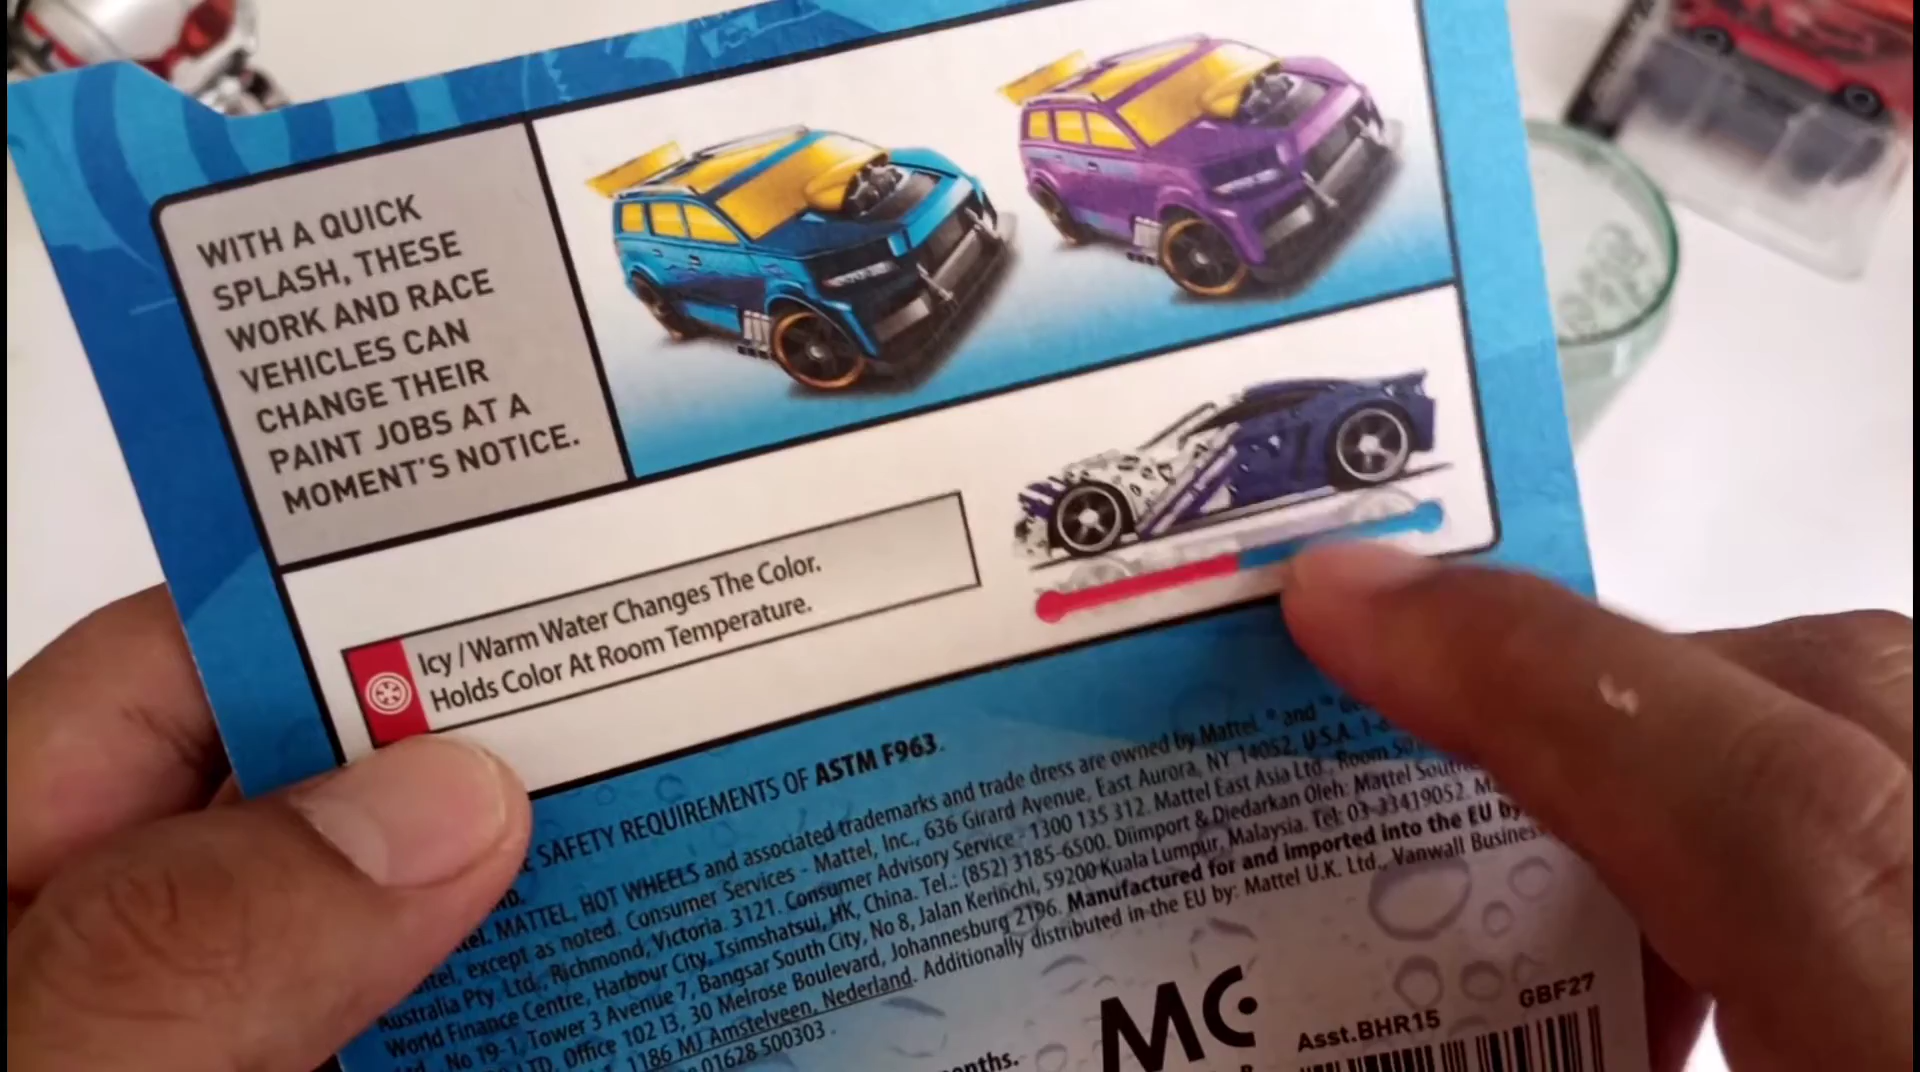 WITH A QUICK
SPLASH, THESE
WORK AND RACE
VEHICLES CAN
CHANGE THEIR
PAINT JOBS AT A
MOMENT'S NOTICE.
Icy / Warm Water Changes The Color.
Holds Color At Room Temperature.
SAFETY REQUIREMENTS OF ASTM F963.
MATTEL, HOT WHEELS and associated trademarks and trade dress are owned by Mattel. ® and ™
except as noted. Consumer Services - Mattel, Inc., 636 Girard Avenue, East Aurora, NY 14052, U.S.A.
Australia Pty. Ltd., Richmond, Victoria. 3121. Consumer Advisory Service - 1300 135 312. Mattel East Asia Ltd., Room
World Finance Centre, Harbour City, Tsimshatsui, HK, China. Tel.: (852) 3185-6500. Diimport & Diedarkan Oleh: Mattel
No 19-1, Tower 3 Avenue 7, Bangsar South City, No 8, Jalan Kerinchi, 59200 Kuala Lumpur, Malaysia. Tel: 03-33419052.
Office 102 I3, 30 Melrose Boulevard, Johannesburg 2196. Manufactured for and imported into the EU by:
1186 MJ Amstelveen, Nederland. Additionally distributed in the EU by: Mattel U.K. Ltd., Vanwall Business
01628 500303.
MC
Asst.BHR15
GBF27